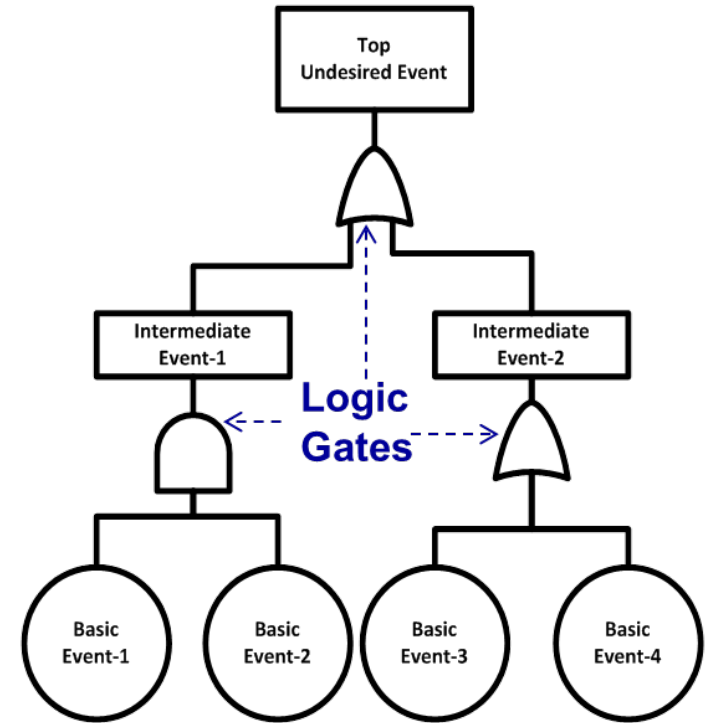 Top
Undesired Event
Intermediate
Event-1
Intermediate
Event-2
Logic
Gates
Basic
Event-1
Basic
Event-2
Basic
Event-3
Basic
Event-4